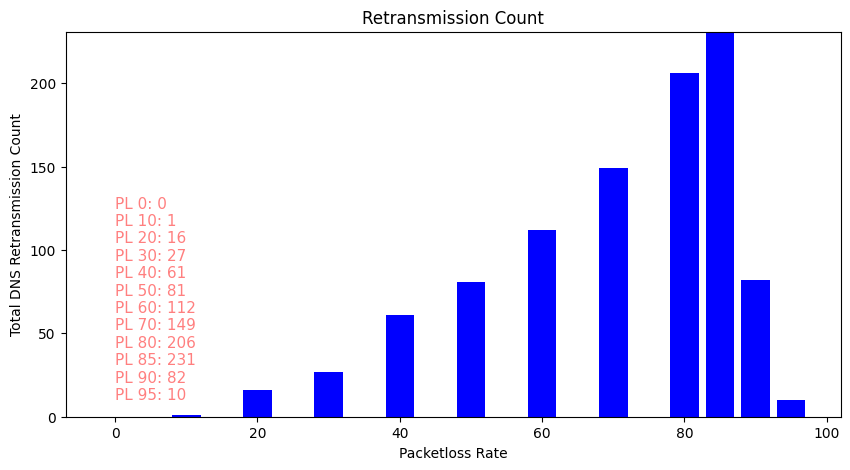 Retransmission Count
Total DNS Retransmission Count
200
150
100
50
0
PL 0: 0
PL 10: 1
PL 20: 16
PL 30: 27
PL 40: 61
PL 50: 81
PL 60: 112
PL 70: 149
PL 80: 206
PL 85: 231
PL 90: 82
PL 95: 10
0 20 40 60 80 100
Packetloss Rate